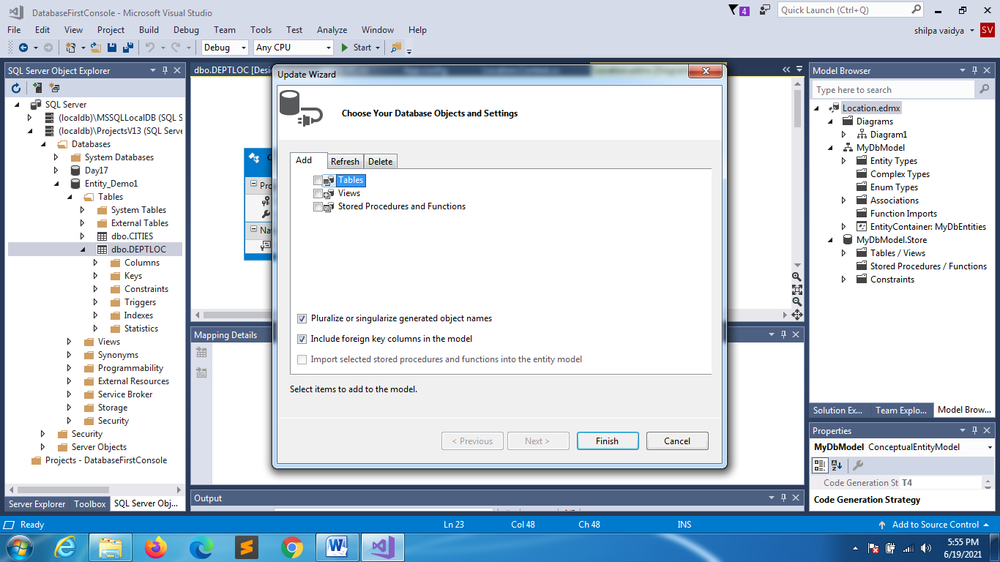 DatabaseFirstConsole - Microsoft Visual Studio
4
Quick Launch (Ctrl+Q)
File Edit View Project Build Debug Team Tools Test Analyze Window Help
shilpa vaidya SV
Debug Any CPU Start
SQL Server Object Explorer
SQL Server
(localdb)\MSSQLLocalDB (SQL S
(localdb)\ProjectsV13 (SQL Serve
Databases
System Databases
Day17
Entity_Demo1
Tables
System Tables
External Tables
dbo.CITIES
dbo.DEPTLOC
Columns
Keys
Constraints
Triggers
Indexes
Statistics
Views
Synonyms
Programmability
External Resources
Service Broker
Storage
Security
Security
Server Objects
Projects - DatabaseFirstConsole
Server Explorer Toolbox SQL Server Obj...
dbo.DEPTLOC [Desi
Pro
Na
Mapping Details
Output
Update Wizard
Choose Your Database Objects and Settings
Add Refresh Delete
Tables
Views
Stored Procedures and Functions
Pluralize or singularize generated object names
Include foreign key columns in the model
Import selected stored procedures and functions into the entity model
Select items to add to the model.
< Previous Next > Finish Cancel
Model Browser
Type here to search
Location.edmx
Diagrams
Diagram1
MyDbModel
Entity Types
Complex Types
Enum Types
Associations
Function Imports
EntityContainer: MyDbEntities
MyDbModel.Store
Tables / Views
Stored Procedures / Functions
Constraints
Solution Ex... Team Explo... Model Brow...
Properties
MyDbModel ConceptualEntityModel
Code Generation St T4
Code Generation Strategy
Ready Ln 23 Col 48 Ch 48 INS Add to Source Control
5:55 PM
6/19/2021